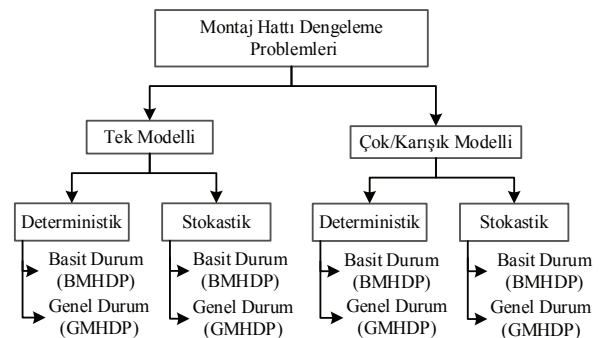 Montaj Hattı Dengeleme
Problemleri
Tek Modelli
Çok/Karışık Modelli
Deterministik
Stokastik
Deterministik
Stokastik
Basit Durum
(BMHDP)
Basit Durum
(BMHDP)
Basit Durum
(BMHDP)
Basit Durum
(BMHDP)
Genel Durum
(GMHDP)
Genel Durum
(GMHDP)
Genel Durum
(GMHDP)
Genel Durum
(GMHDP)